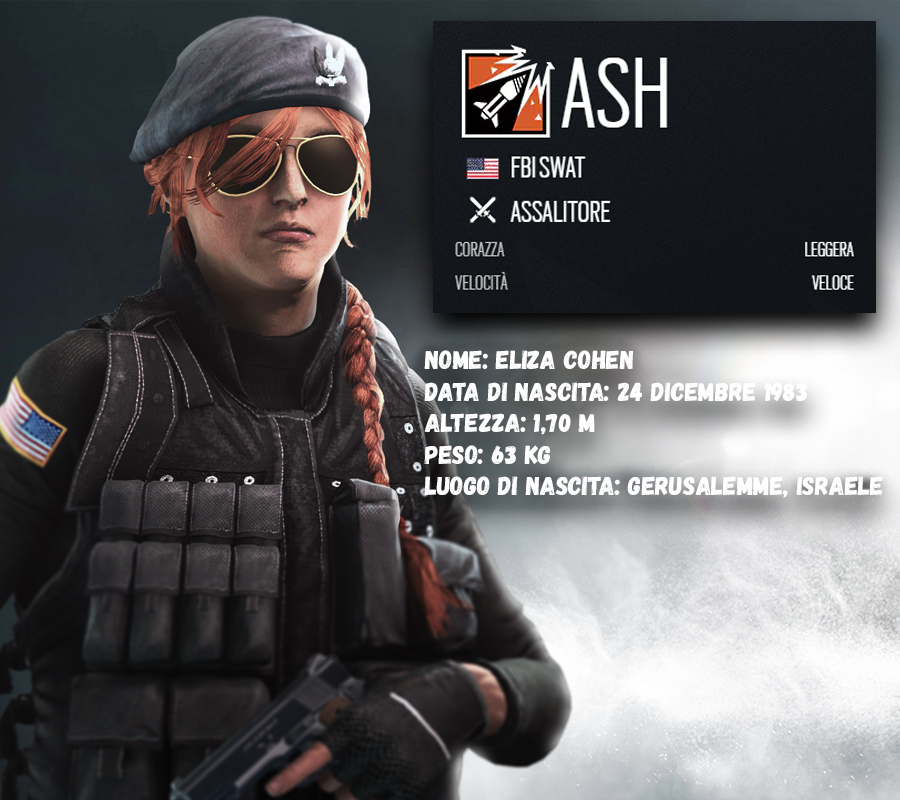 ASH
FBI SWAT
ASSALITORE
CORAZZA LEGGERA
VELOCITÀ VELOCE
NOME: ELIZA COHEN
DATA DI NASCITA: 24 DICEMBRE 1983
ALTEZZA: 1,70 M
PESO: 63 KG
LUOGO DI NASCITA: GERUSALEMME, ISRAELE